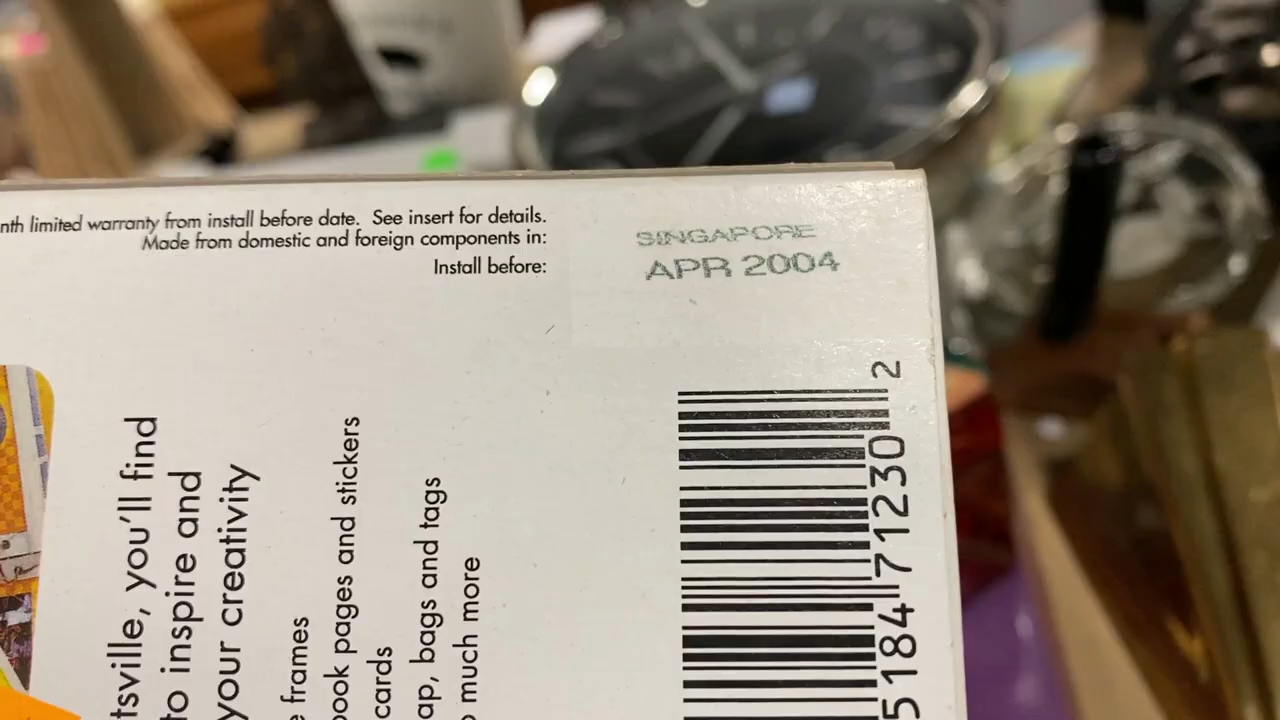 nth limited warranty from install before date. See insert for details.
Made from domestic and foreign components in:
SINGAPORE
Install before:
APR 2004
tsville, you'll find
to inspire and
your creativity
frames
book pages and stickers
cards
ap, bags and tags
much more
5184 71230 2